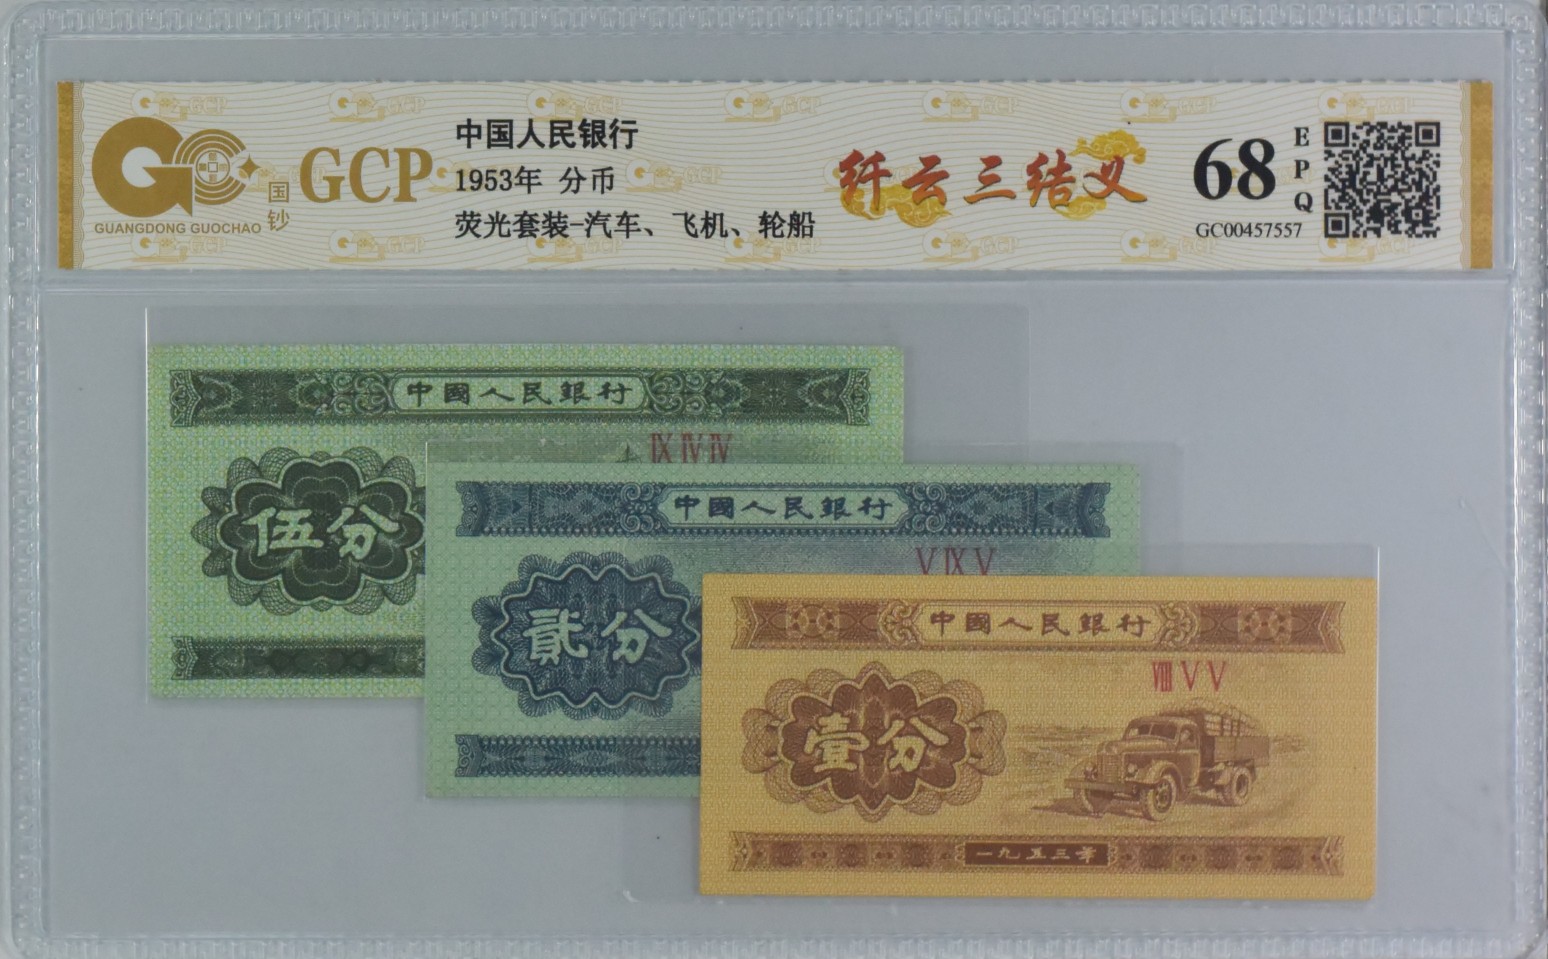 GCP
国钞
GUANGDONG GUOCHAO
中国人民银行
1953年 分币
荧光套装-汽车、飞机、轮船
纤云三结义
68
EPQ
GC00457557
中國人民銀行
IX IV IV
伍分
中國人民銀行
V IX V
貳分
中國人民銀行
VIII V V
壹分
一九五三年